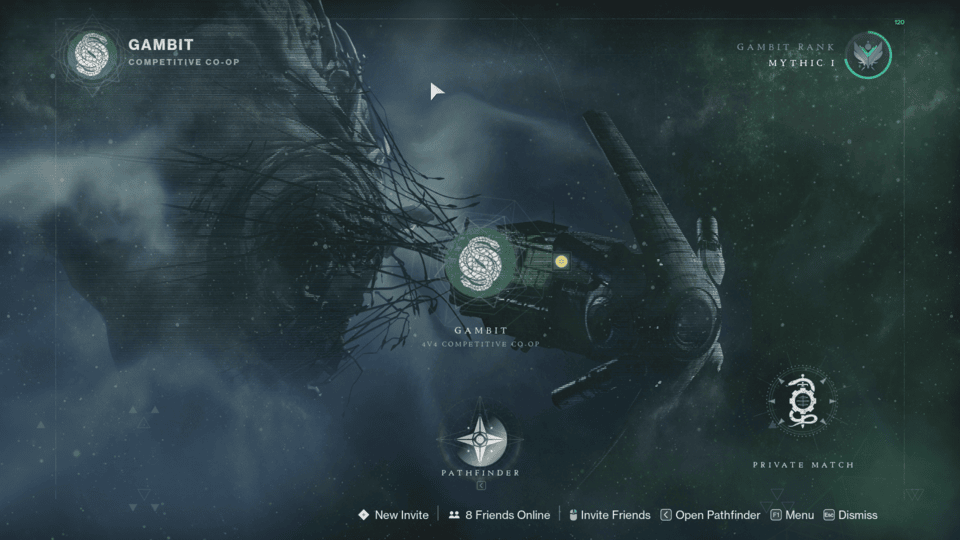 120
GAMBIT
COMPETITIVE CO-OP
GAMBIT RANK
MYTHIC I
GAMBIT
4V4 COMPETITIVE CO-OP
PATHFINDER
PRIVATE MATCH
New Invite
8 Friends Online
Invite Friends
Open Pathfinder
F1 Menu
Esc Dismiss